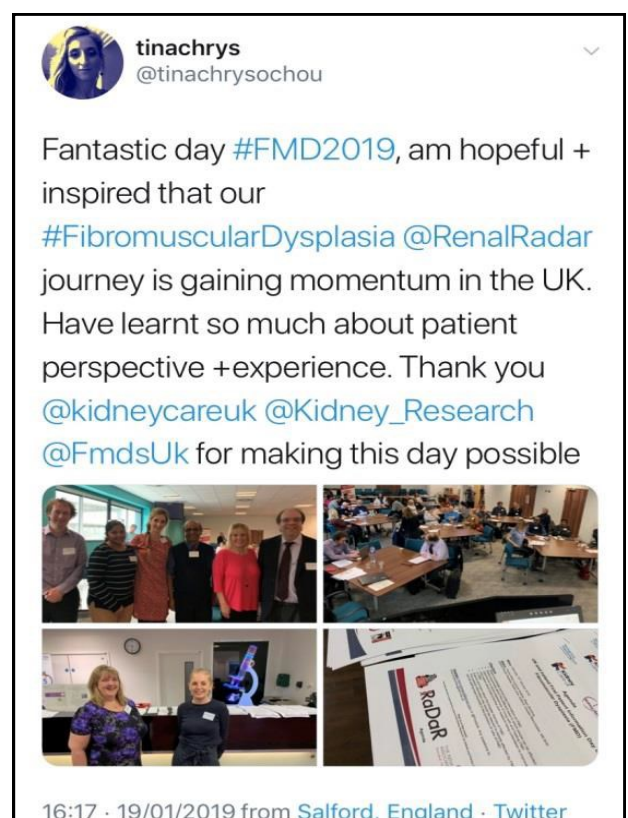 tinachrys
@tinachrysochou
Fantastic day #FMD2019, am hopeful +
inspired that our
#FibromuscularDysplasia @RenalRadar
journey is gaining momentum in the UK.
Have learnt so much about patient
perspective +experience. Thank you
@kidneycareuk @Kidney_Research
@FmdsUk for making this day possible
RaDaR
16:17 · 19/01/2019 from Salford, England · Twitter